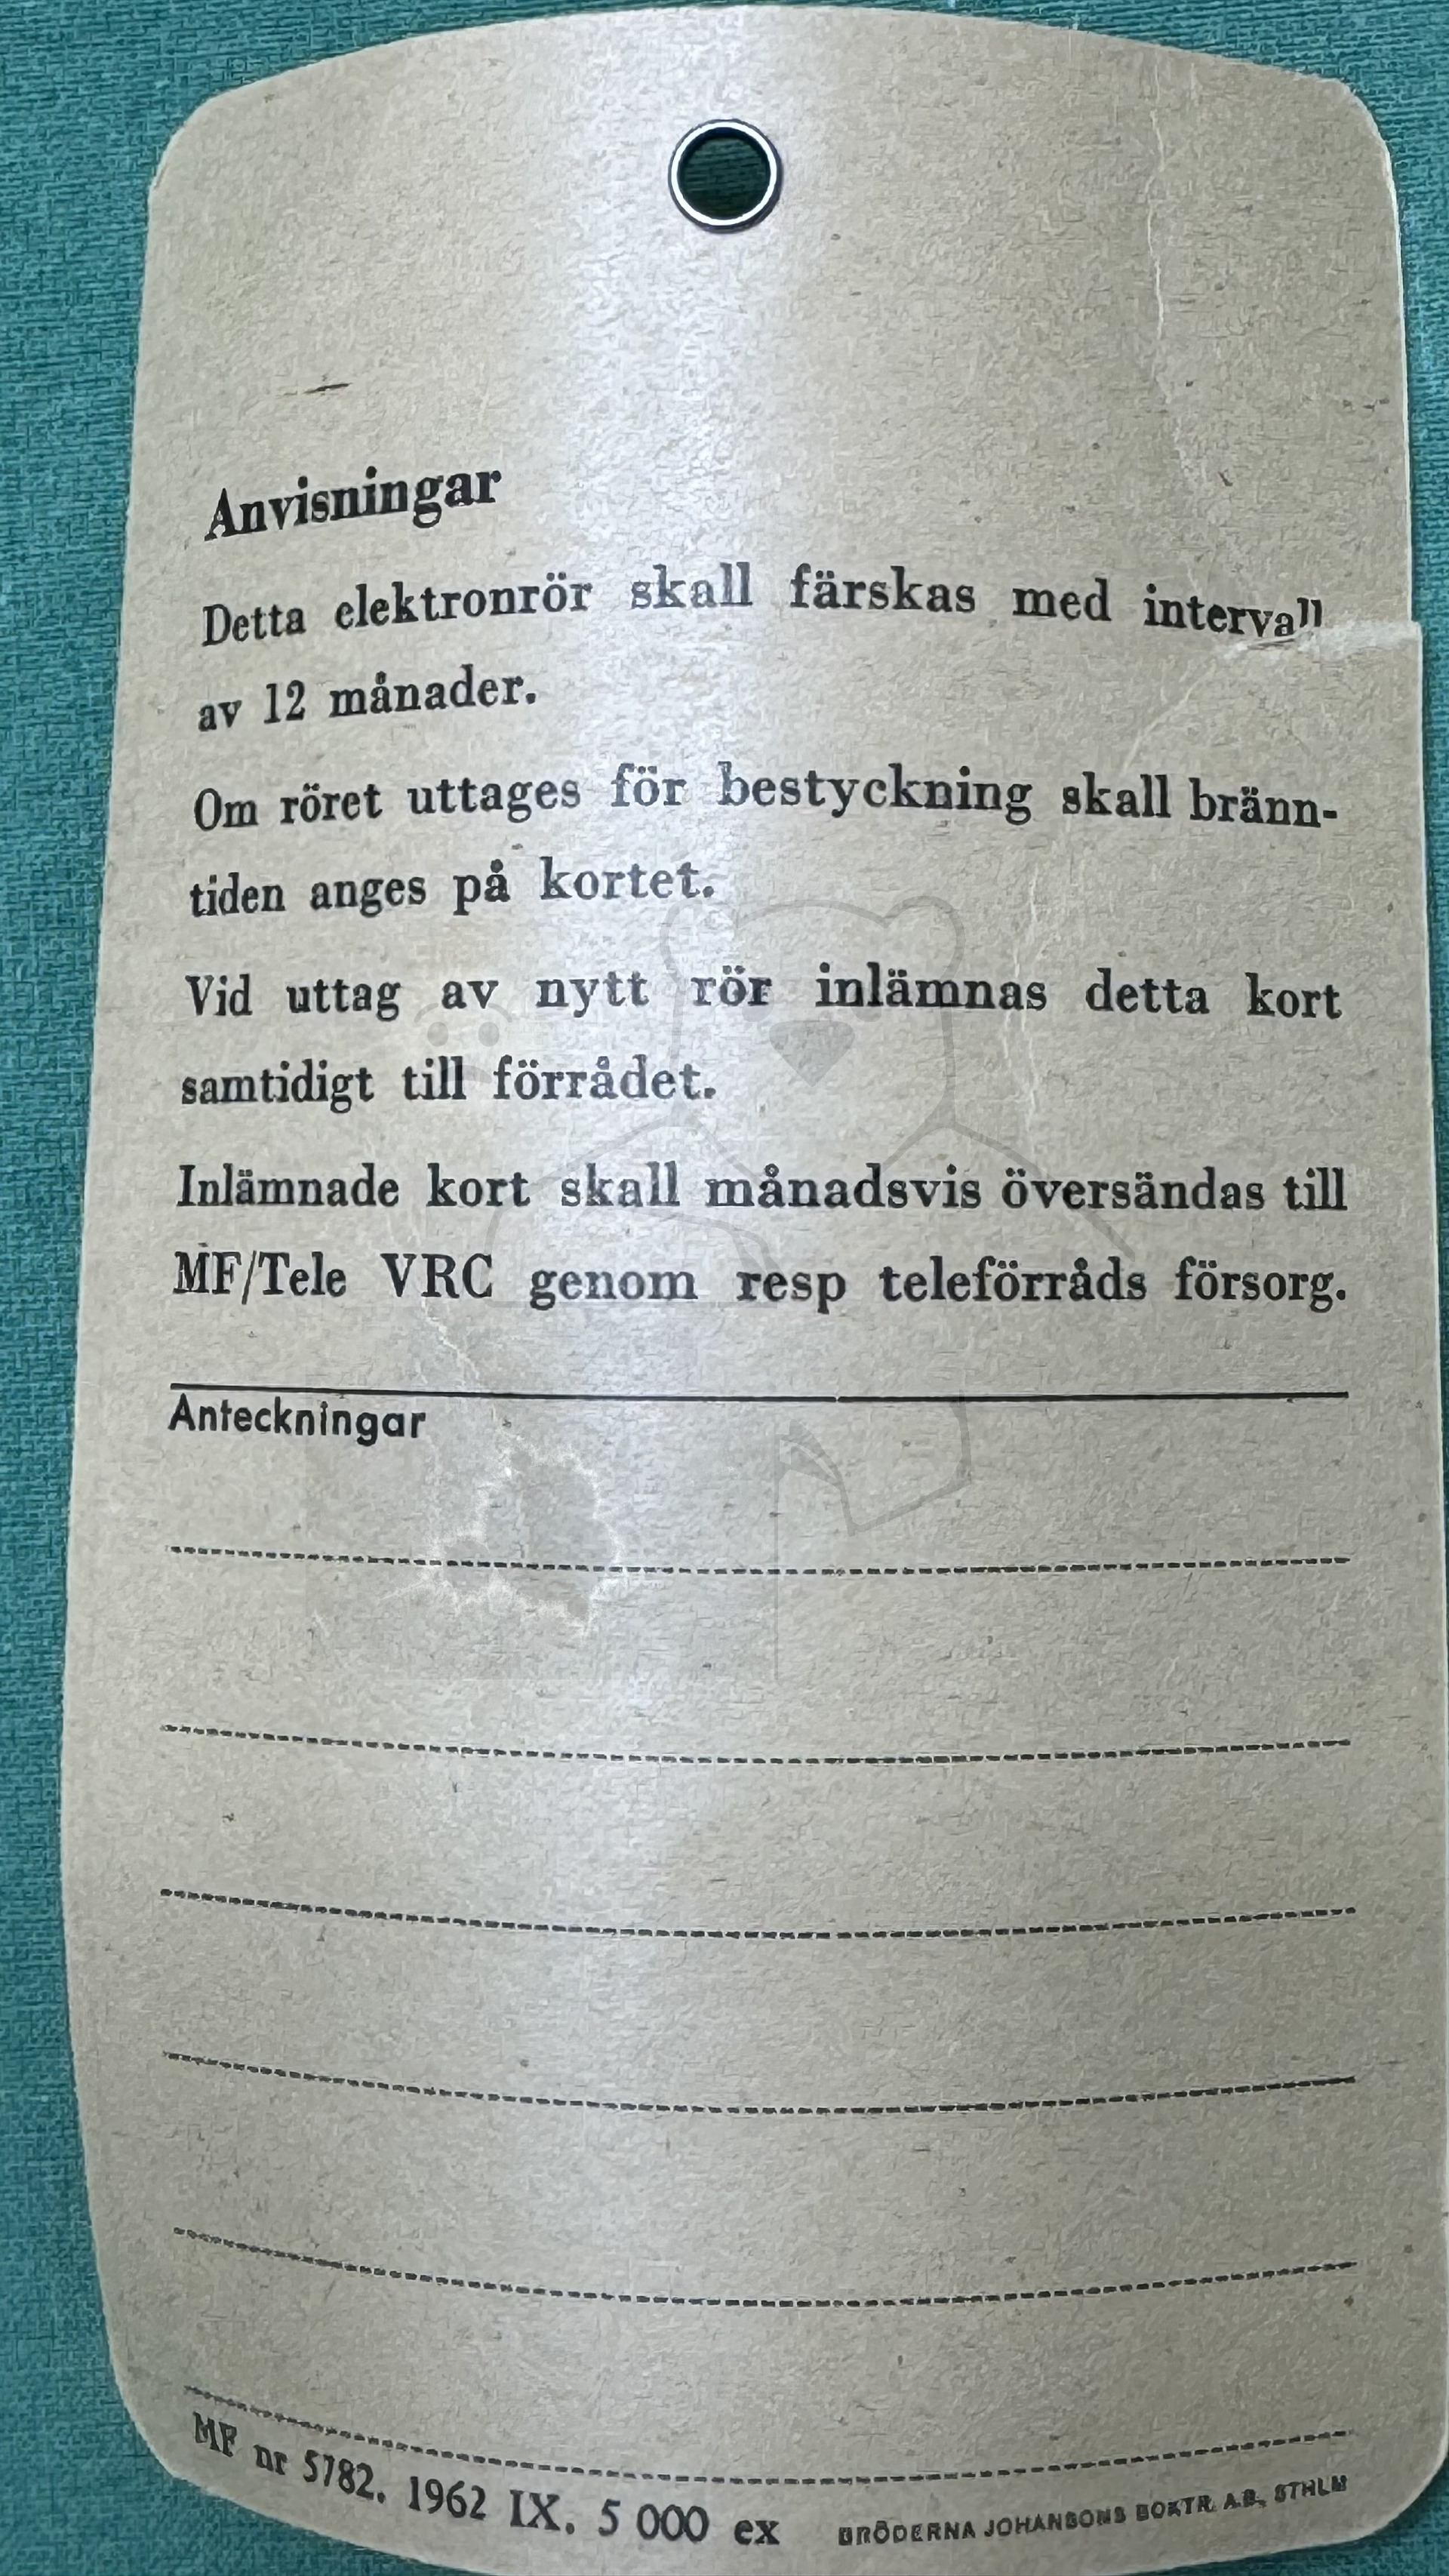 Anvisningar
Detta elektronrör skall färskas med intervall
av 12 månader.
Om röret uttages för bestyckning skall bränn-
tiden anges på kortet.
Vid uttag av nytt rör inlämnas detta kort
samtidigt till förrådet.
Inlämnade kort skall månadsvis översändas till
MF/Tele VRC genom resp teleförråds försorg.
Anteckningar
MF nr 5782. 1962 IX. 5 000 ex BRÖDERNA JOHANSONS BOKTR. A.B., STHLM